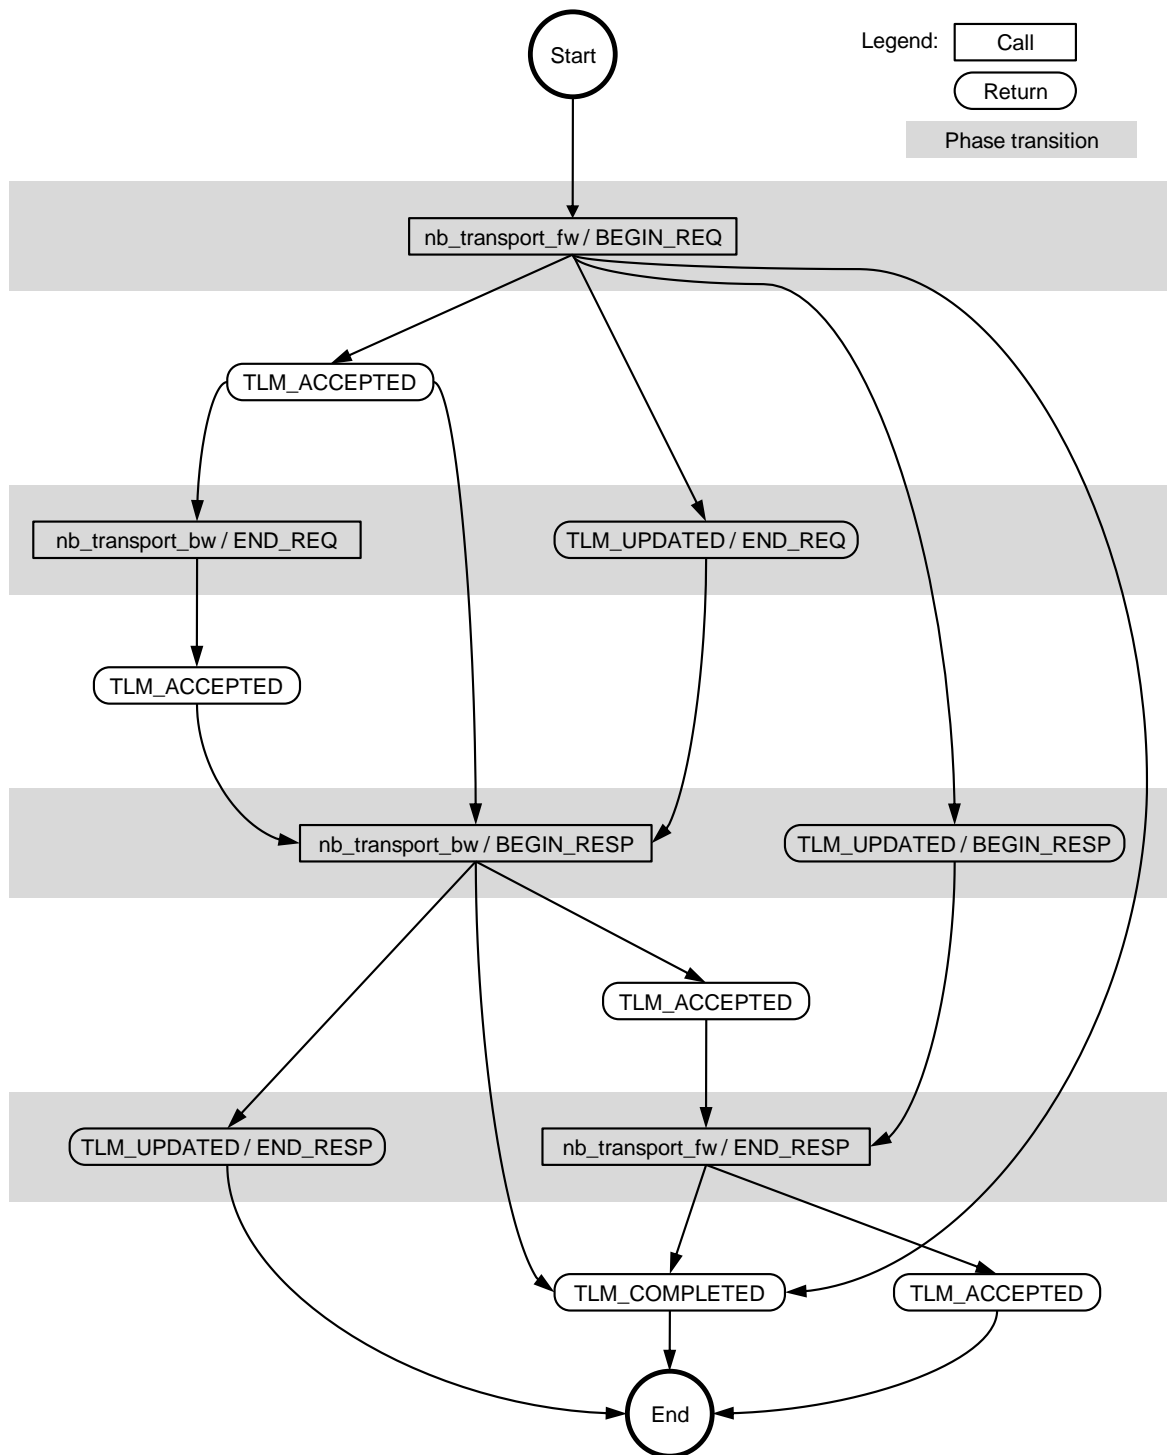 Start
Legend:
Call
Return
Phase transition
nb_transport_fw / BEGIN_REQ
TLM_ACCEPTED
nb_transport_bw / END_REQ
TLM_UPDATED / END_REQ
TLM_ACCEPTED
nb_transport_bw / BEGIN_RESP
TLM_UPDATED / BEGIN_RESP
TLM_ACCEPTED
TLM_UPDATED / END_RESP
nb_transport_fw / END_RESP
TLM_COMPLETED
TLM_ACCEPTED
End